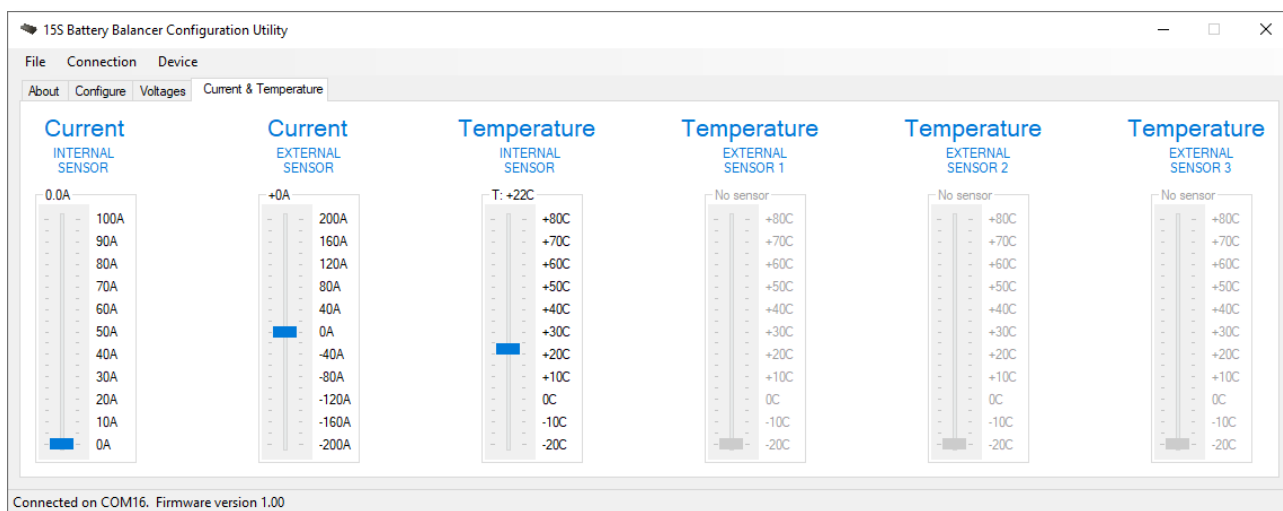 15S Battery Balancer Configuration Utility
File Connection Device
About Configure Voltages Current & Temperature
Current
INTERNAL
SENSOR
0.0A
100A
90A
80A
70A
60A
50A
40A
30A
20A
10A
0A
Current
EXTERNAL
SENSOR
+0A
200A
160A
120A
80A
40A
0A
-40A
-80A
-120A
-160A
-200A
Temperature
INTERNAL
SENSOR
T: +22C
+80C
+70C
+60C
+50C
+40C
+30C
+20C
+10C
0C
-10C
-20C
Temperature
EXTERNAL
SENSOR 1
No sensor
+80C
+70C
+60C
+50C
+40C
+30C
+20C
+10C
0C
-10C
-20C
Temperature
EXTERNAL
SENSOR 2
No sensor
+80C
+70C
+60C
+50C
+40C
+30C
+20C
+10C
0C
-10C
-20C
Temperature
EXTERNAL
SENSOR 3
No sensor
+80C
+70C
+60C
+50C
+40C
+30C
+20C
+10C
0C
-10C
-20C
Connected on COM16. Firmware version 1.00